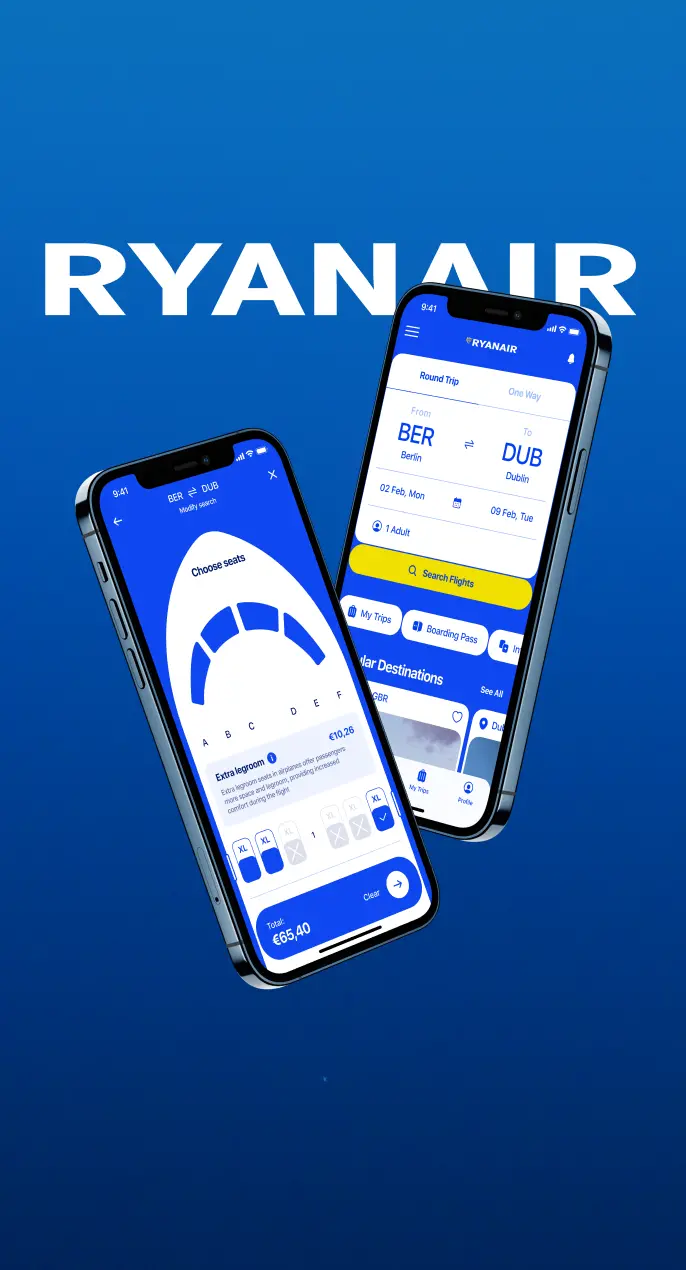 RYANAIR
9:41
RYANAIR
Round Trip
One Way
From
To
BER
DUB
Berlin
Dublin
02 Feb, Mon
09 Feb, Tue
1 Adult
Search Flights
My Trips
Boarding Pass
In
ular Destinations
See All
GBR
Dub
My Trips
Profile
9:41
BER ⇌ DUB
Modify search
Choose seats
A B C D E F
Extra legroom
€10,26
Extra legroom seats in airplanes offer passengers
more space and legroom, providing increased
comfort during the flight
XL XL XL 1 XL XL XL
Total:
€65,40
Clear